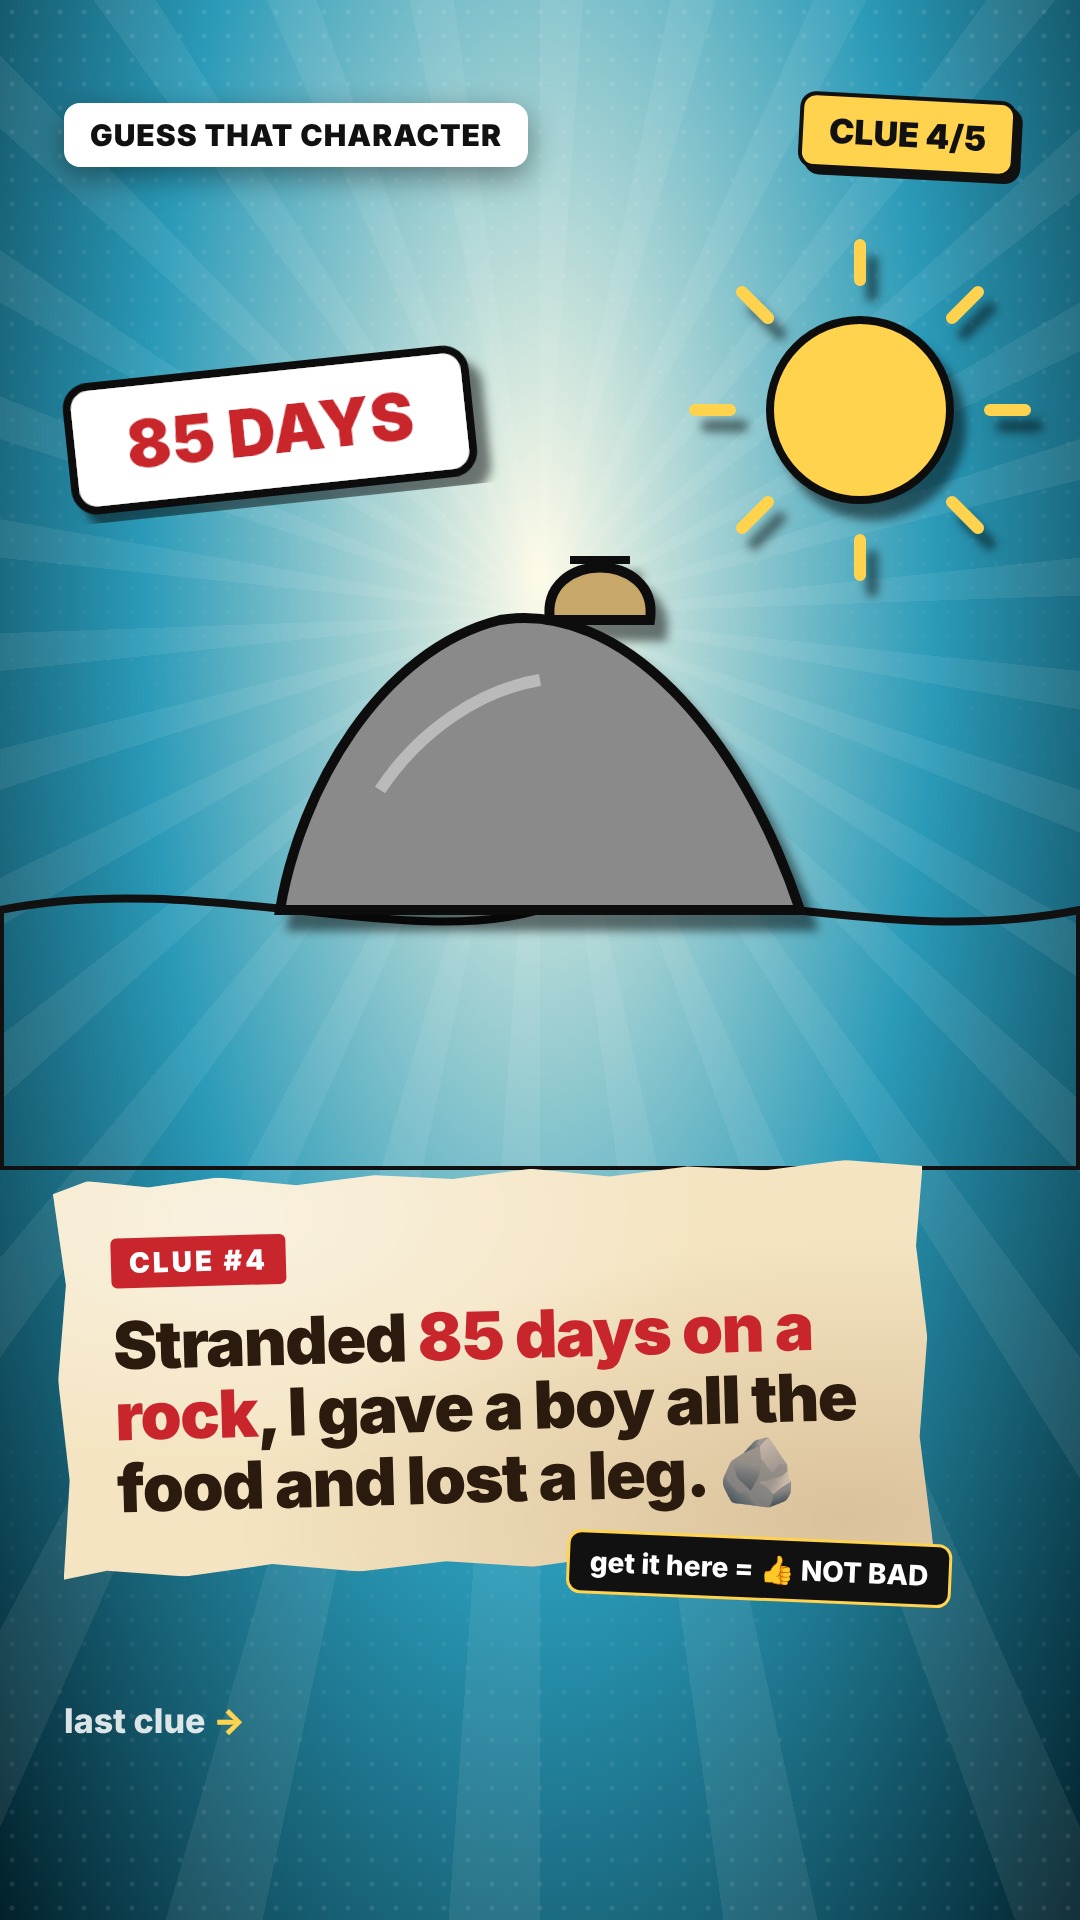 GUESS THAT CHARACTER
CLUE 4/5
85 DAYS
CLUE #4
Stranded 85 days on a
rock, I gave a boy all the
food and lost a leg. 🪨
get it here = 👍 NOT BAD
last clue →